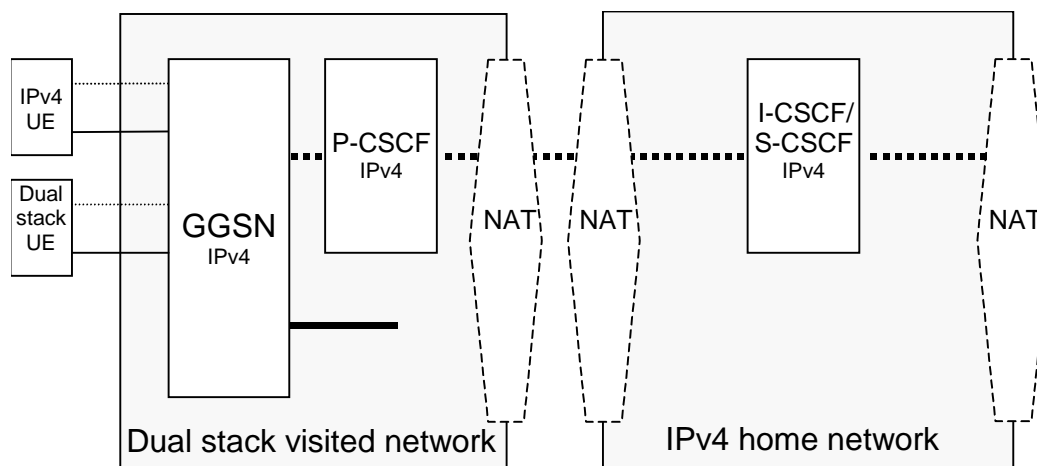 IPv4
UE
Dual
stack
UE
GGSN
IPv4
P-CSCF
IPv4
NAT
NAT
I-CSCF/
S-CSCF
IPv4
NAT
Dual stack visited network
IPv4 home network